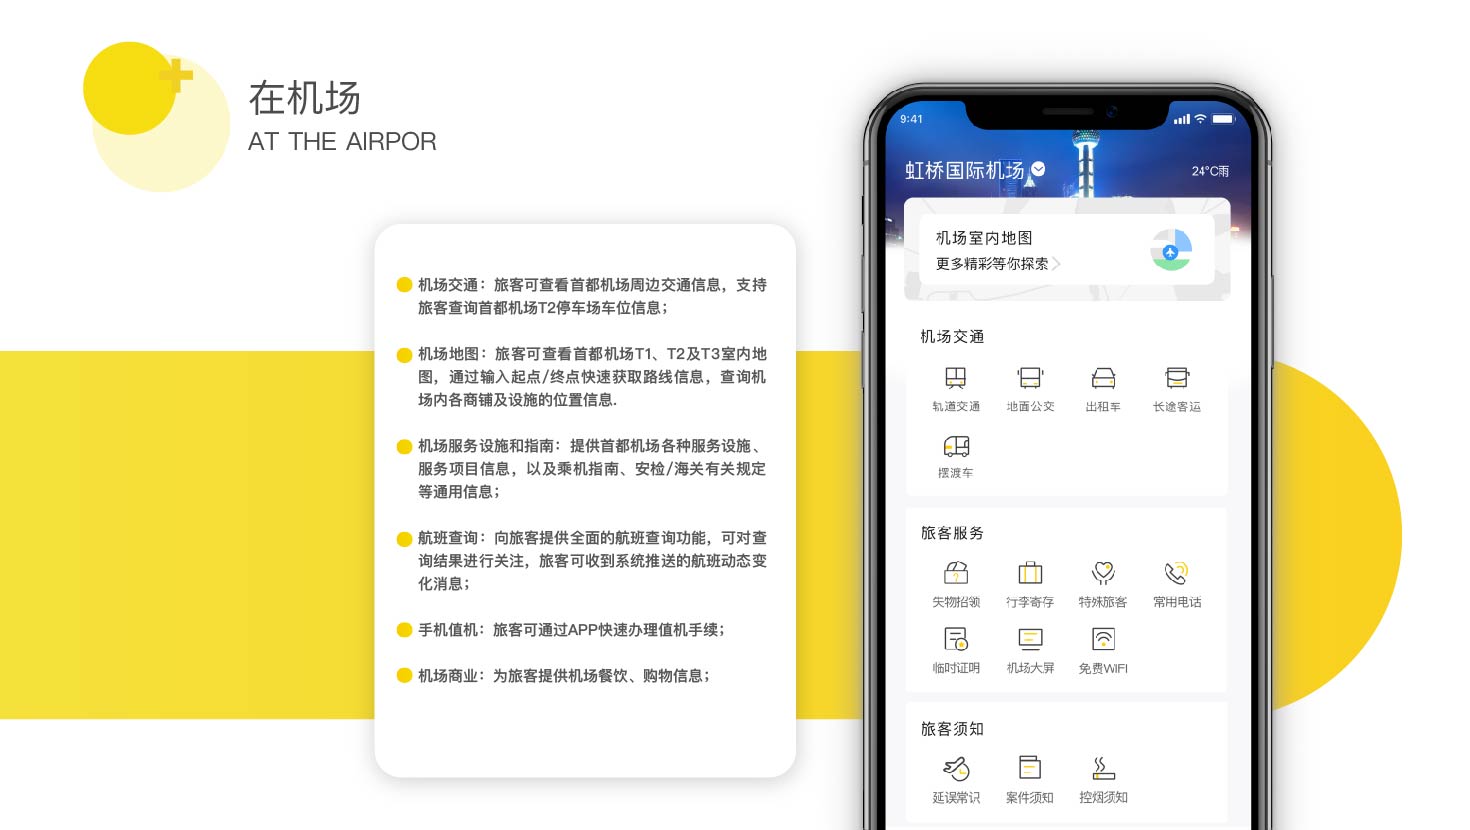 在机场
AT THE AIRPOR
机场交通：旅客可查看首都机场周边交通信息，支持
旅客查询首都机场T2停车场车位信息；
机场地图：旅客可查看首都机场T1、T2及T3室内地
图，通过输入起点/终点快速获取路线信息，查询机
场内各商铺及设施的位置信息.
机场服务设施和指南：提供首都机场各种服务设施、
服务项目信息，以及乘机指南、安检/海关有关规定
等通用信息；
航班查询：向旅客提供全面的航班查询功能，可对查
询结果进行关注，旅客可收到系统推送的航班动态变
化消息；
手机值机：旅客可通过APP快速办理值机手续；
机场商业：为旅客提供机场餐饮、购物信息；
9:41
虹桥国际机场
24°C雨
机场室内地图
更多精彩等你探索
机场交通
轨道交通 地面公交 出租车 长途客运
摆渡车
旅客服务
失物招领 行李寄存 特殊旅客 常用电话
临时证明 机场大屏 免费WIFI
旅客须知
延误常识 案件须知 控烟须知